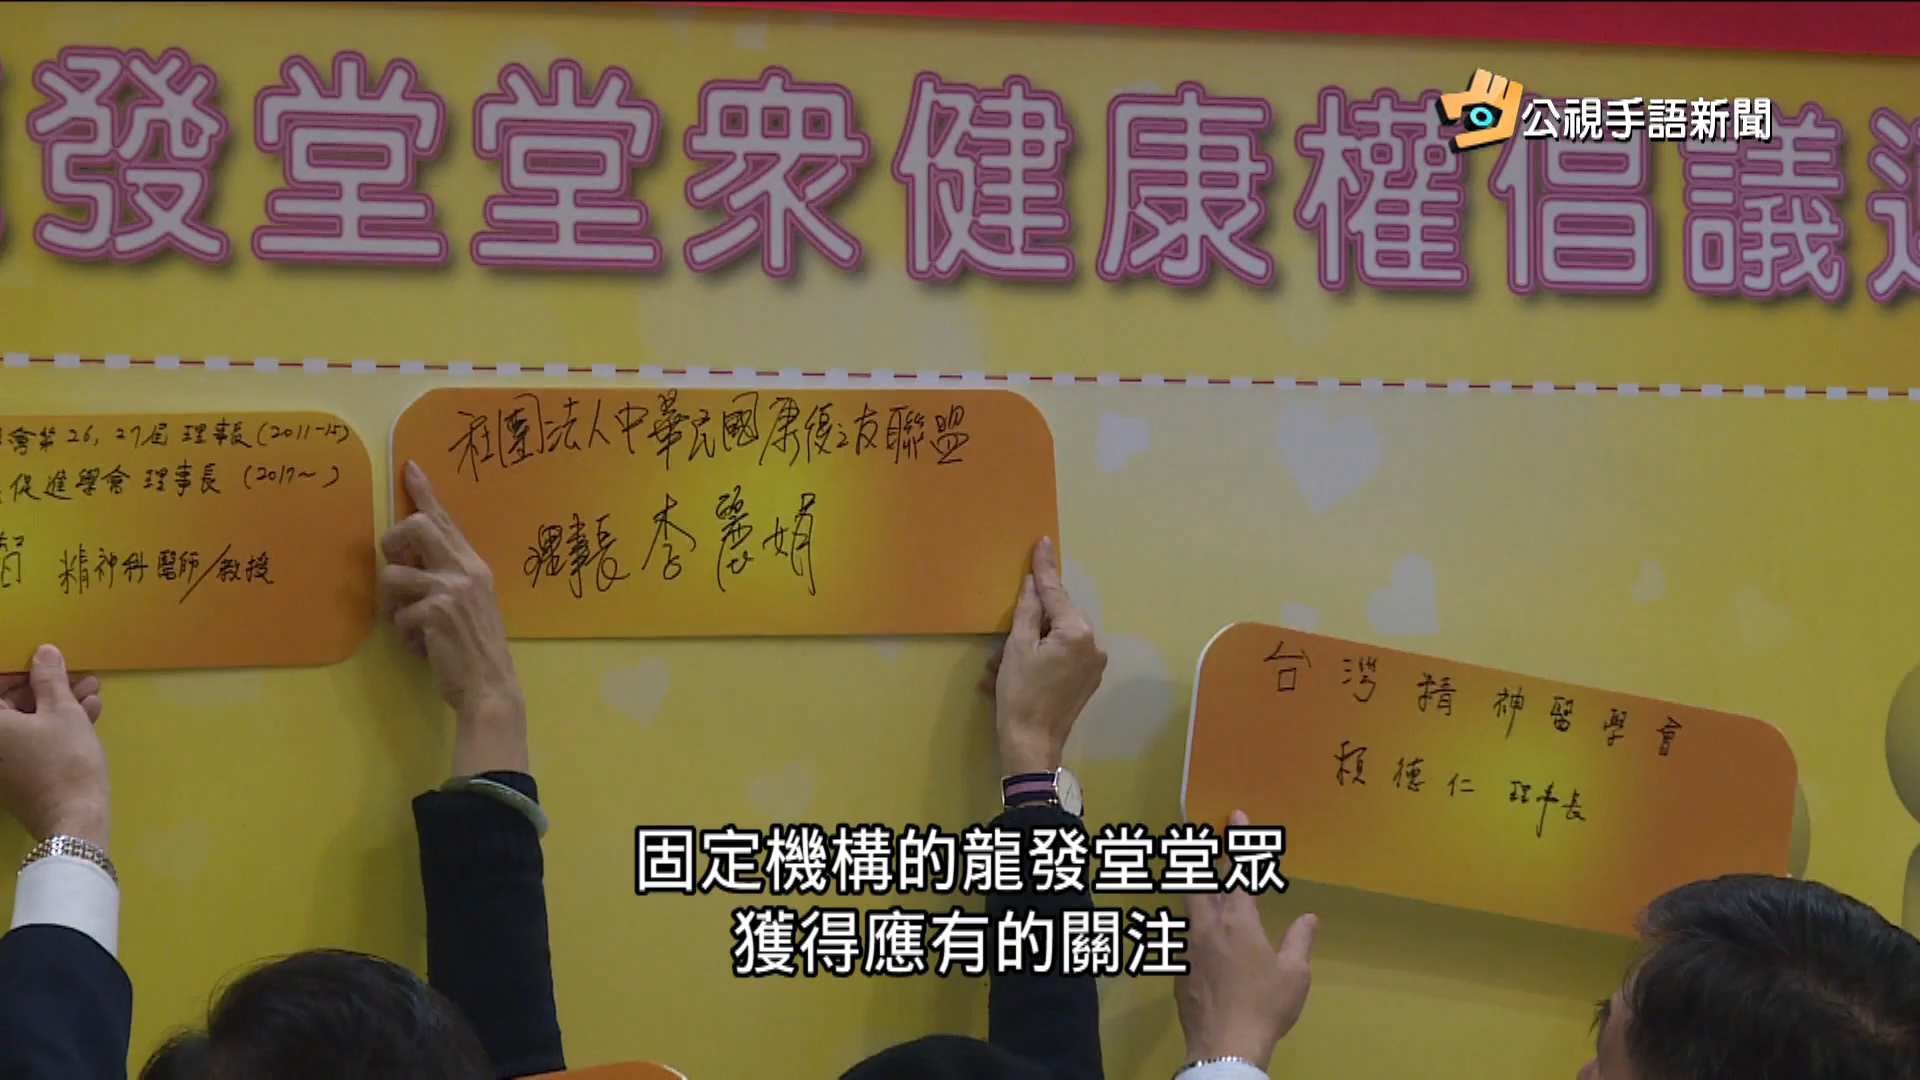 發堂堂眾健康權倡議
公視手語新聞
會第26, 27屆 理事長(2011-15)
促進學會 理事長 (2017~ )
精神科醫師/教授
社團法人中華民國康復之友聯盟
理事長 李麗娟
台灣精神醫學會
賴德仁 理事長
固定機構的龍發堂堂眾
獲得應有的關注